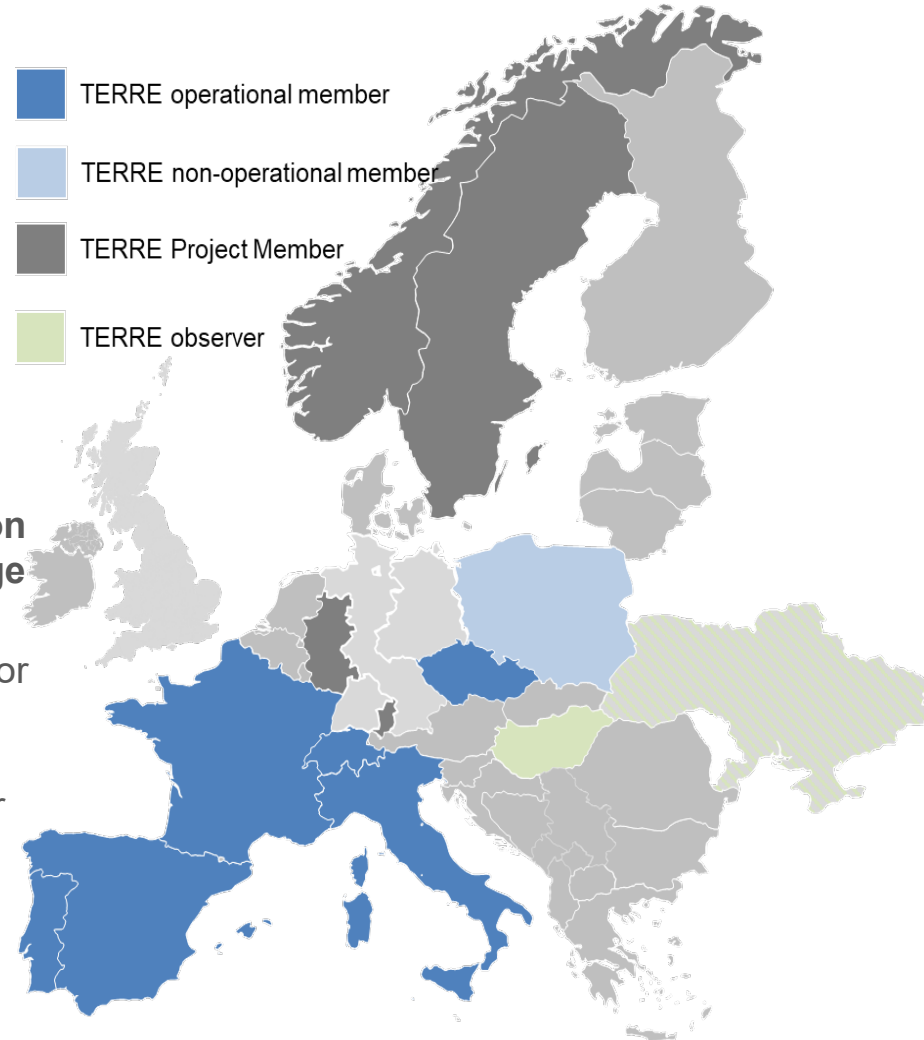 TERRE operational member
TERRE non-operational member
TERRE Project Member
TERRE observer
on
ge
or